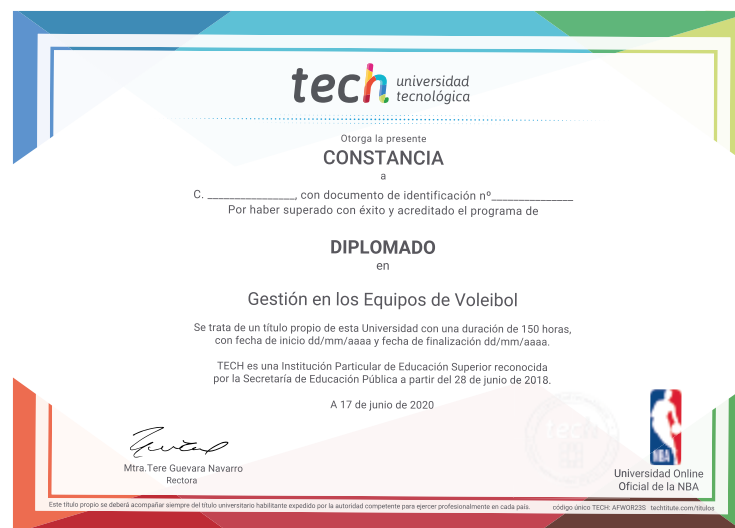 tech universidad
tecnológica
Otorga la presente
CONSTANCIA
a
C. ________________, con documento de identificación nº_______________
Por haber superado con éxito y acreditado el programa de
DIPLOMADO
en
Gestión en los Equipos de Voleibol
Se trata de un título propio de esta Universidad con una duración de 150 horas,
con fecha de inicio dd/mm/aaaa y fecha de finalización dd/mm/aaaa.
TECH es una Institución Particular de Educación Superior reconocida
por la Secretaría de Educación Pública a partir del 28 de junio de 2018.
A 17 de junio de 2020
tech
NBA
Mtra.Tere Guevara Navarro
Rectora
Universidad Online
Oficial de la NBA
Este título propio se deberá acompañar siempre del título universitario habilitante expedido por la autoridad competente para ejercer profesionalmente en cada país. código único TECH: AFWOR23S techtitute.com/titulos